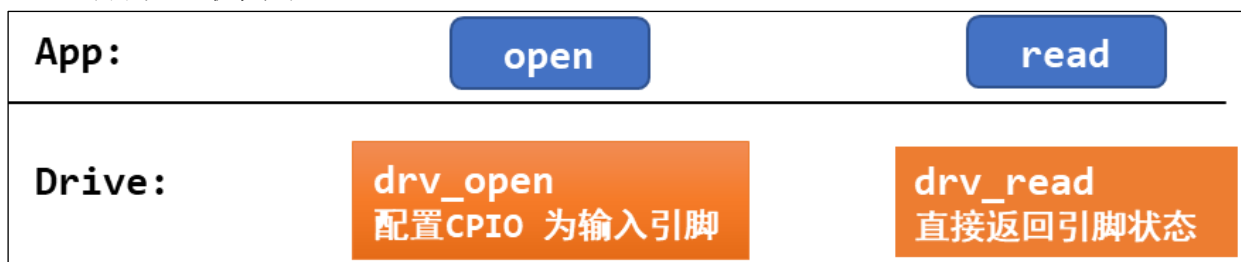 App:
open
read
Drive:
drv_open
配置CPIO 为输入引脚
drv_read
直接返回引脚状态